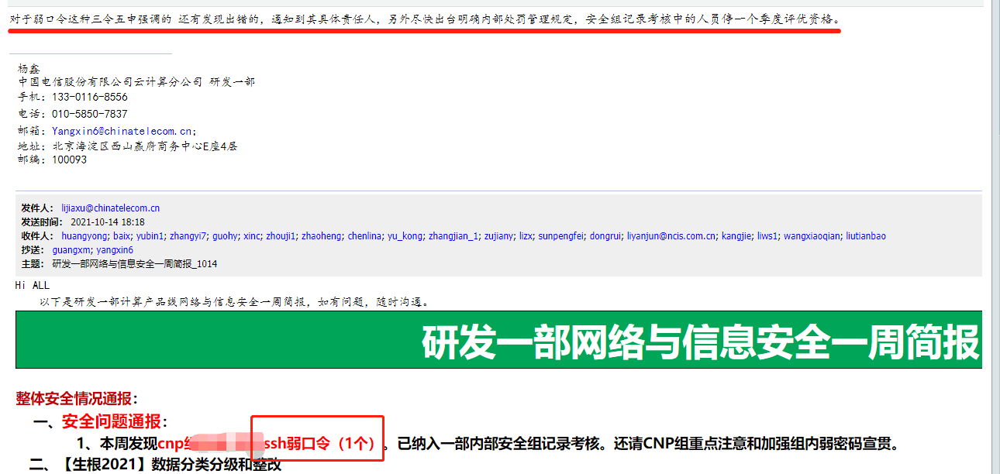 对于弱口令这种三令五申强调的 还有发现出错的，通知到其具体责任人，另外尽快出台明确内部处罚管理规定，安全组记录考核中的人员停一个季度评优资格。
杨鑫
中国电信股份有限公司云计算分公司 研发一部
手机：133-0116-8556
电话：010-5850-7837
邮箱：Yangxin6@chinatelecom.cn;
地址：北京海淀区西山赢府商务中心E座4层
邮编：100093
发件人： lijiaxu@chinatelecom.cn
发送时间： 2021-10-14 18:18
收件人： huangyong; baix; yubin1; zhangyi7; guohy; xinc; zhouji1; zhaoheng; chenlina; yu_kong; zhangjian_1; zujiany; lizx; sunpengfei; dongrui; liyanjun@ncis.com.cn; kangjie; liws1; wangxiaoqian; liutianbao
抄送： guangxm; yangxin6
主题： 研发一部网络与信息安全一周简报_1014
Hi ALL
以下是研发一部计算产品线网络与信息安全一周简报，如有问题，随时沟通。
研发一部网络与信息安全一周简报
整体安全情况通报：
一、安全问题通报：
1、本周发现cnp ssh弱口令（1个）。已纳入一部内部安全组记录考核。还请CNP组重点注意和加强组内弱密码宣贯。
二、【生根2021】数据分类分级和整改